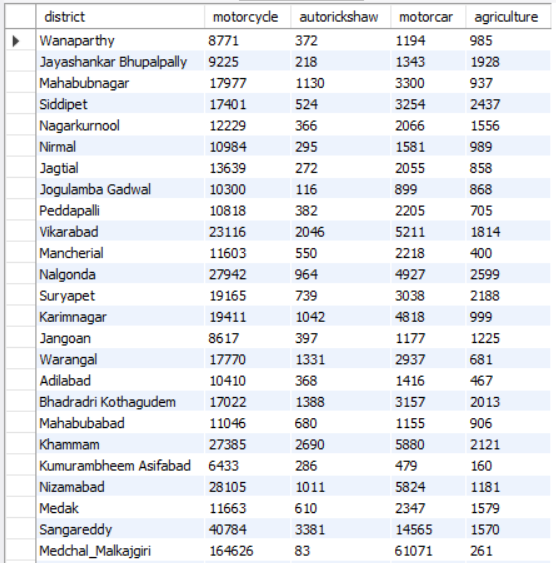 district motorcycle autorickshaw motorcar agriculture
Wanaparthy 8771 372 1194 985
Jayashankar Bhupalpally 9225 218 1343 1928
Mahabubnagar 17977 1130 3300 937
Siddipet 17401 524 3254 2437
Nagarkurnool 12229 366 2066 1556
Nirmal 10984 295 1581 989
Jagtial 13639 272 2055 858
Jogulamba Gadwal 10300 116 899 868
Peddapalli 10818 382 2205 705
Vikarabad 23116 2046 5211 1814
Mancherial 11603 550 2218 400
Nalgonda 27942 964 4927 2599
Suryapet 19165 739 3038 2188
Karimnagar 19411 1042 4818 999
Jangoan 8617 397 1177 1225
Warangal 17770 1331 2937 681
Adilabad 10410 368 1416 467
Bhadradri Kothagudem 17022 1388 3157 2013
Mahabubabad 11046 680 1155 906
Khammam 27385 2690 5880 2121
Kumurambheem Asifabad 6433 286 479 160
Nizamabad 28105 1011 5824 1181
Medak 11663 610 2347 1579
Sangareddy 40784 3381 14565 1570
Medchal_Malkajgiri 164626 83 61071 261